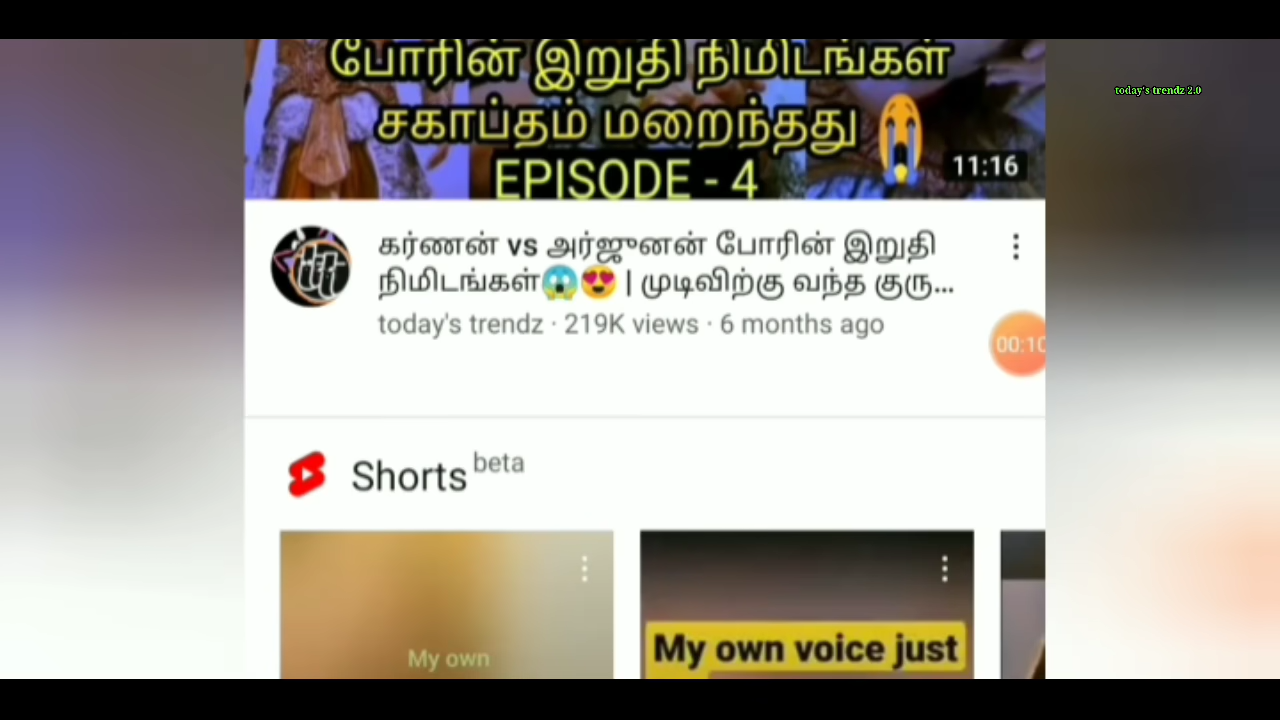 போரின் இறுதி நிமிடங்கள்
சகாப்தம் மறைந்தது 😭
EPISODE - 4
11:16
today's trendz 2.0
கர்ணன் vs அர்ஜுனன் போரின் இறுதி
நிமிடங்கள்😱😍 | முடிவிற்கு வந்த குரு...
today's trendz · 219K views · 6 months ago
00:10
Shorts beta
My own
My own voice just